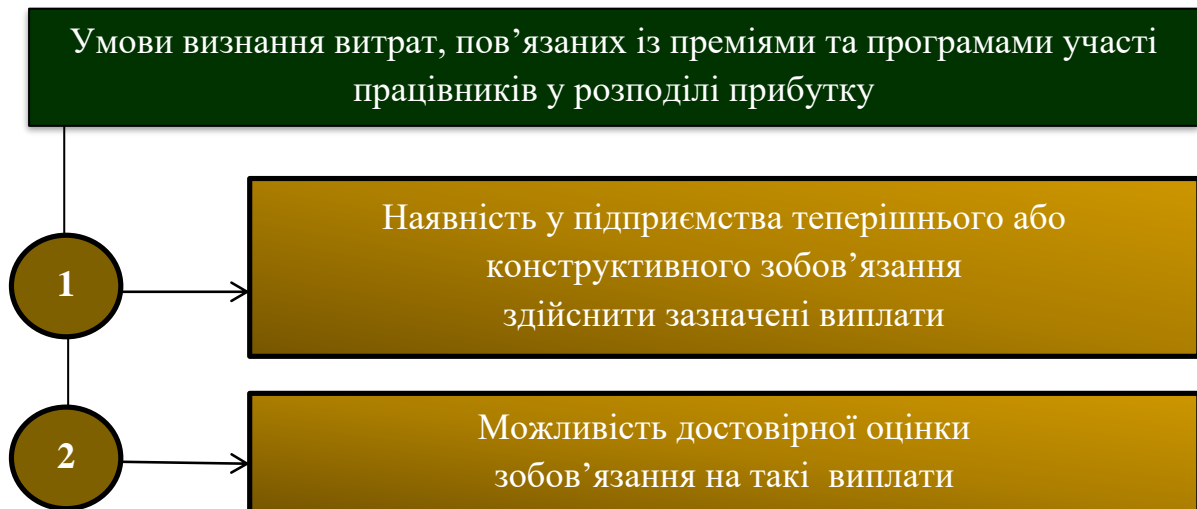 Умови визнання витрат, пов’язаних із преміями та програмами участі
працівників у розподілі прибутку
Наявність у підприємства теперішнього або
конструктивного зобов’язання
здійснити зазначені виплати
1
Можливість достовірної оцінки
зобов’язання на такі  виплати
2